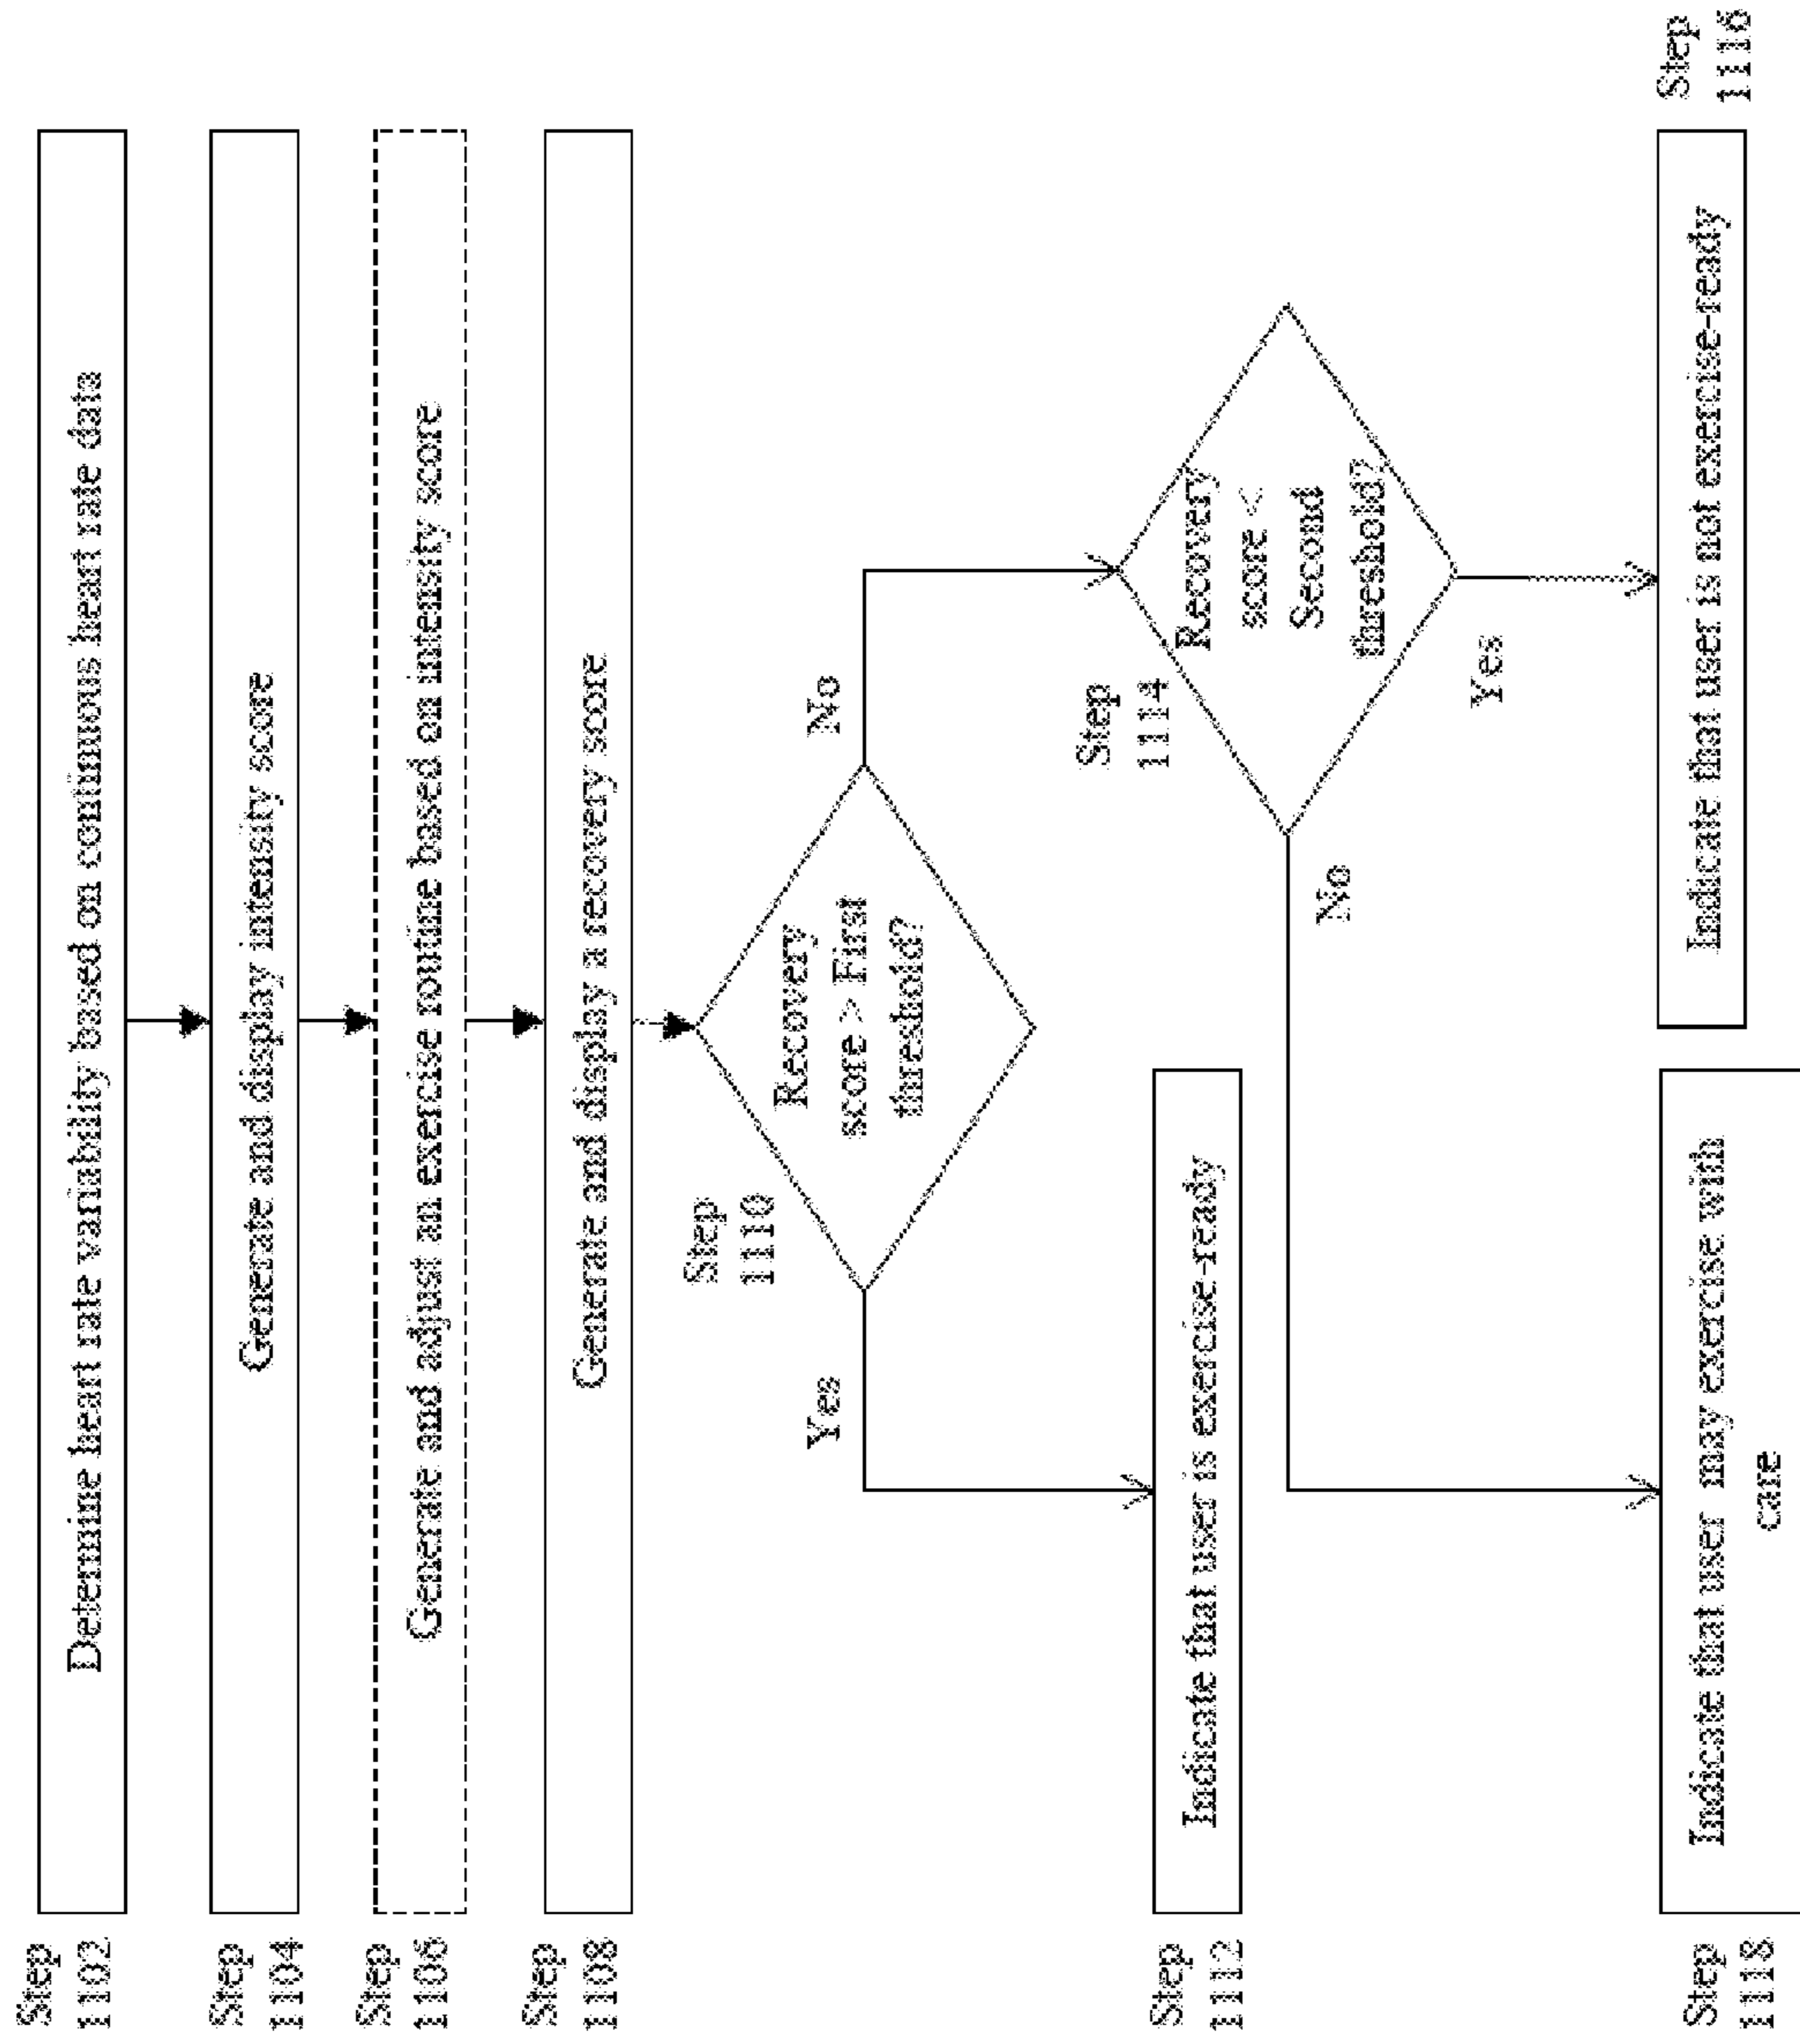 Step
1102
Determine heart rate variability based on continuous heart rate data
Step
1104
Generate and display intensity score
Step
1106
Generate and adjust an exercise routine based on intensity score
Step
1108
Generate and display a recovery score
Step
1110
Recovery
score > First
threshold?
Yes
No
Step
1112
Indicate that user is exercise-ready
Step
1114
Recovery
score <
Second
threshold?
No
Yes
Step
1118
Indicate that user may exercise with
care
Indicate that user is not exercise-ready
Step
1116